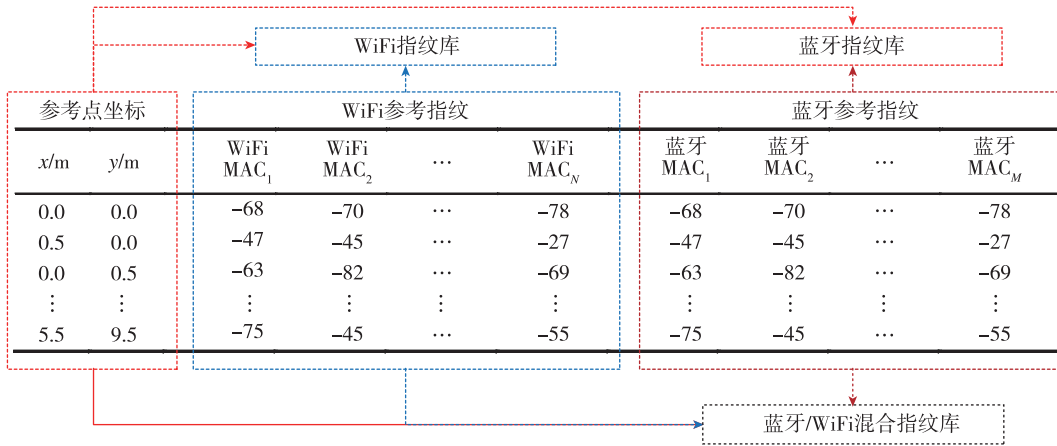 WiFi指纹库 蓝牙指纹库
参考点坐标 WiFi参考指纹 蓝牙参考指纹
x/m y/m WiFi MAC₁ WiFi MAC₂ ⋯ WiFi MAC_N 蓝牙 MAC₁ 蓝牙 MAC₂ ⋯ 蓝牙 MAC_M
0.0 0.0 −68 −70 ⋯ −78 −68 −70 ⋯ −78
0.5 0.0 −47 −45 ⋯ −27 −47 −45 ⋯ −27
0.0 0.5 −63 −82 ⋯ −69 −63 −82 ⋯ −69
⋮ ⋮ ⋮ ⋮ ⋮ ⋮ ⋮ ⋮
5.5 9.5 −75 −45 ⋯ −55 −75 −45 ⋯ −55
蓝牙/WiFi混合指纹库